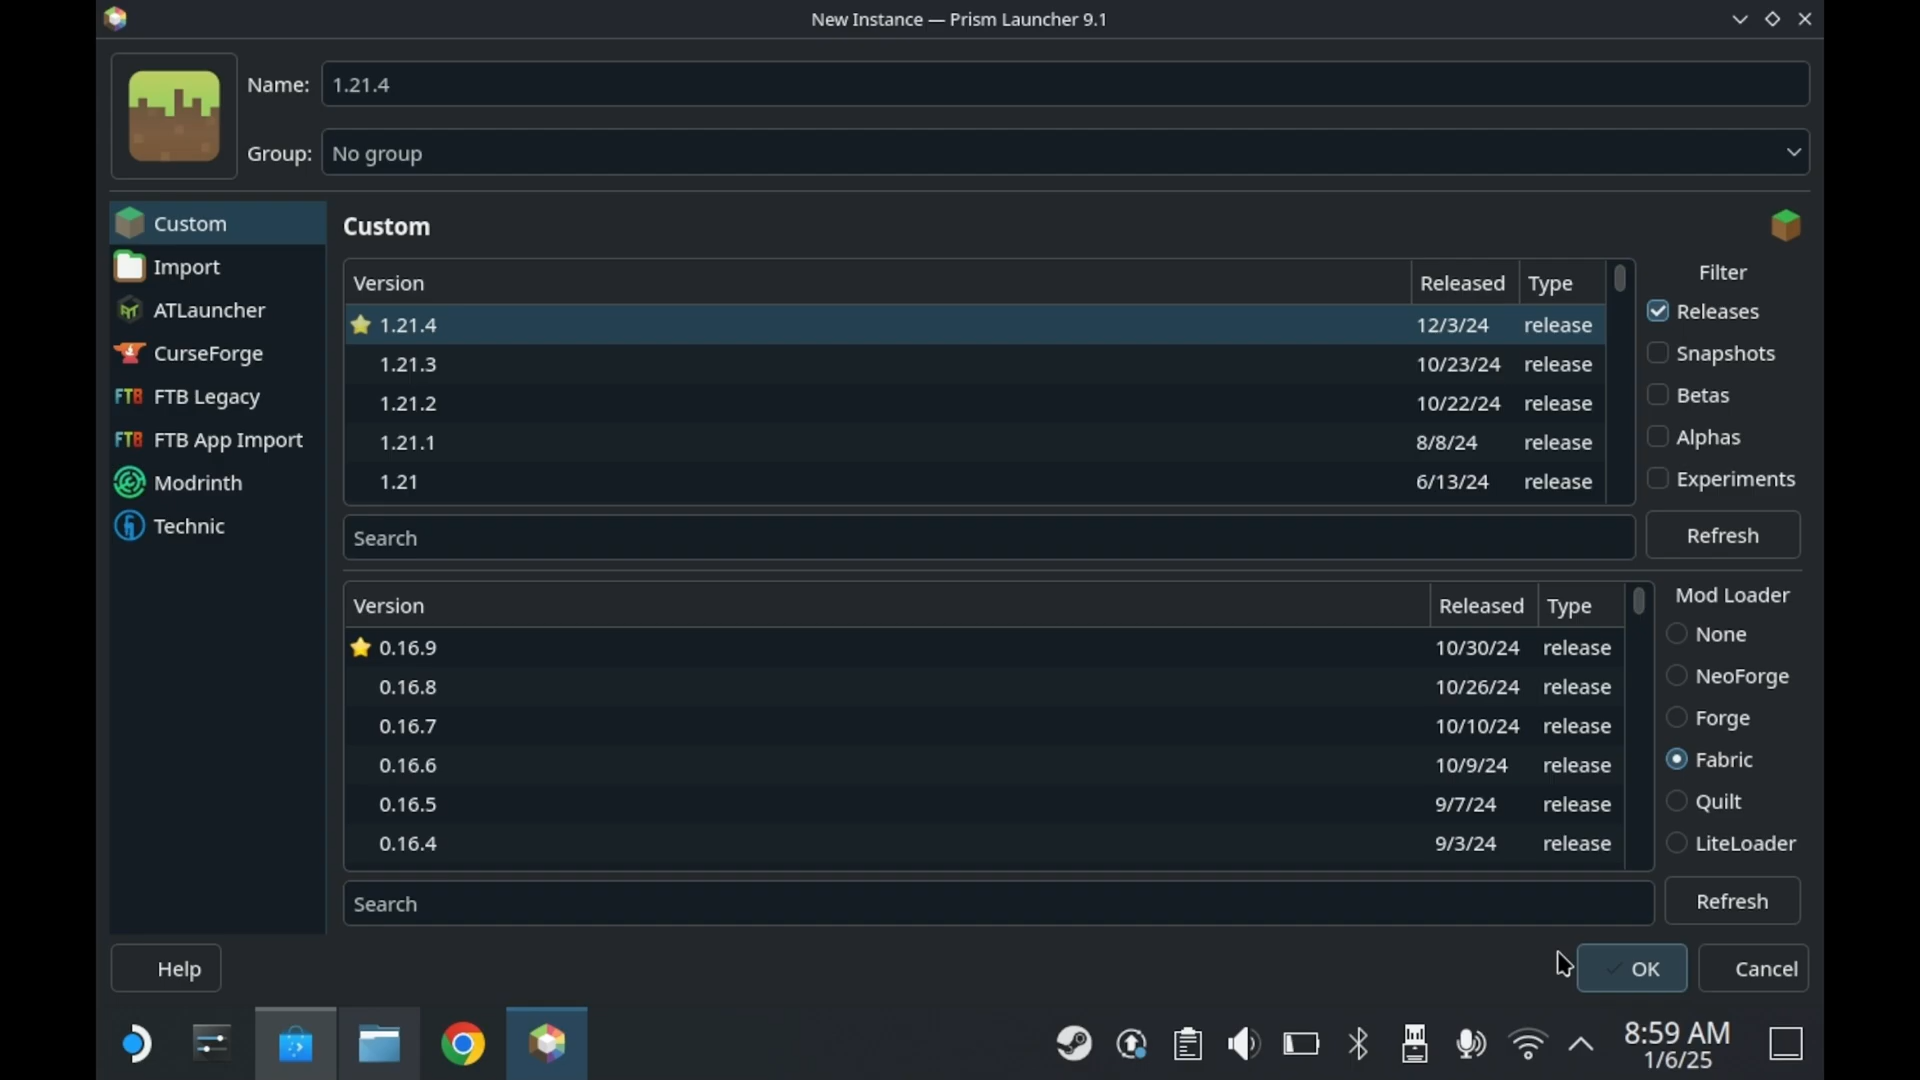 New Instance — Prism Launcher 9.1
Name: 1.21.4
Group: No group
Custom
Import
ATLauncher
CurseForge
FTB FTB Legacy
FTB FTB App Import
Modrinth
Technic
Custom
Version Released Type
1.21.4 12/3/24 release
1.21.3 10/23/24 release
1.21.2 10/22/24 release
1.21.1 8/8/24 release
1.21 6/13/24 release
Search
Filter
Releases
Snapshots
Betas
Alphas
Experiments
Refresh
Version Released Type
0.16.9 10/30/24 release
0.16.8 10/26/24 release
0.16.7 10/10/24 release
0.16.6 10/9/24 release
0.16.5 9/7/24 release
0.16.4 9/3/24 release
Search
Mod Loader
None
NeoForge
Forge
Fabric
Quilt
LiteLoader
Refresh
Help
OK
Cancel
8:59 AM
1/6/25